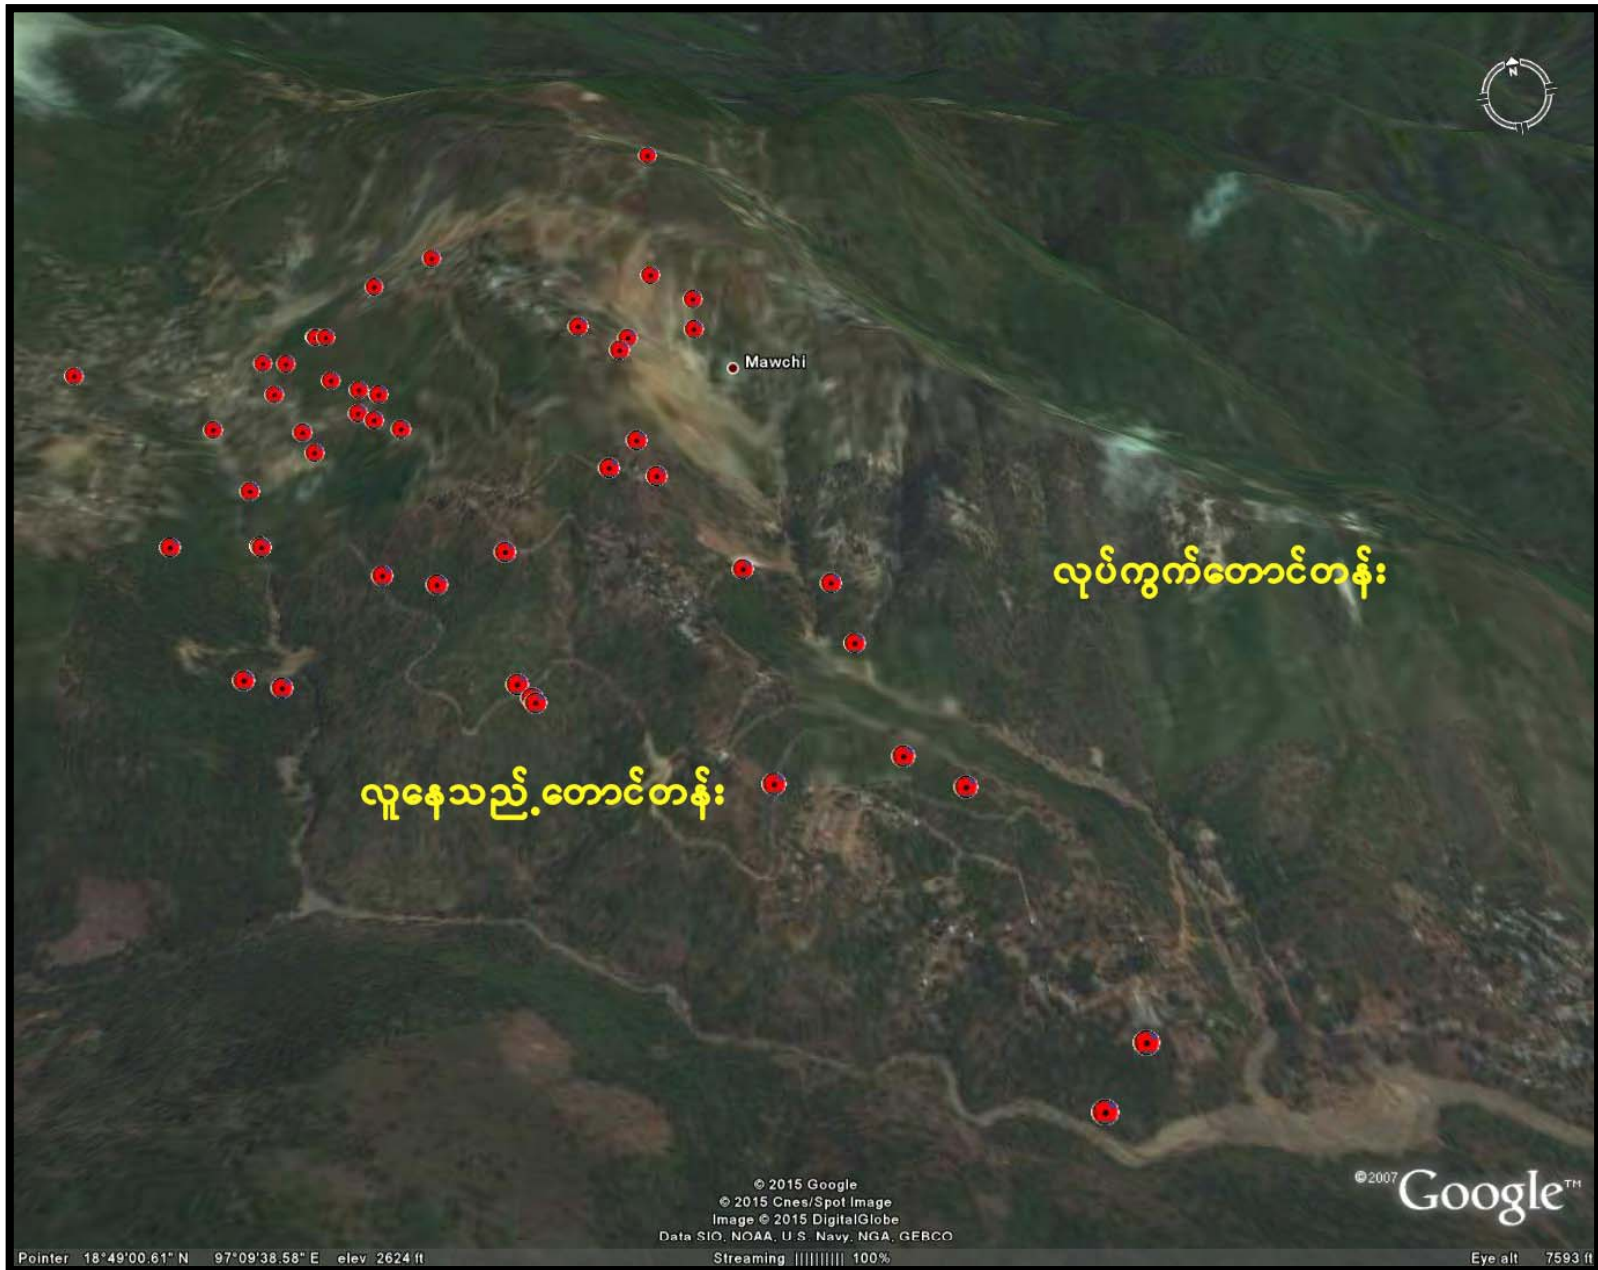 N
Mawchi
လုပ်ကွက်တောင်တန်း
လူနေသည့်တောင်တန်း
© 2015 Google
© 2015 Cnes/Spot Image
Image © 2015 DigitalGlobe
Data SIO, NOAA, U.S. Navy, NGA, GEBCO
©2007 Google™
Pointer 18°49'00.61" N 97°09'38.58" E elev 2624 ft Streaming |||||||||| 100% Eye alt 7593 ft